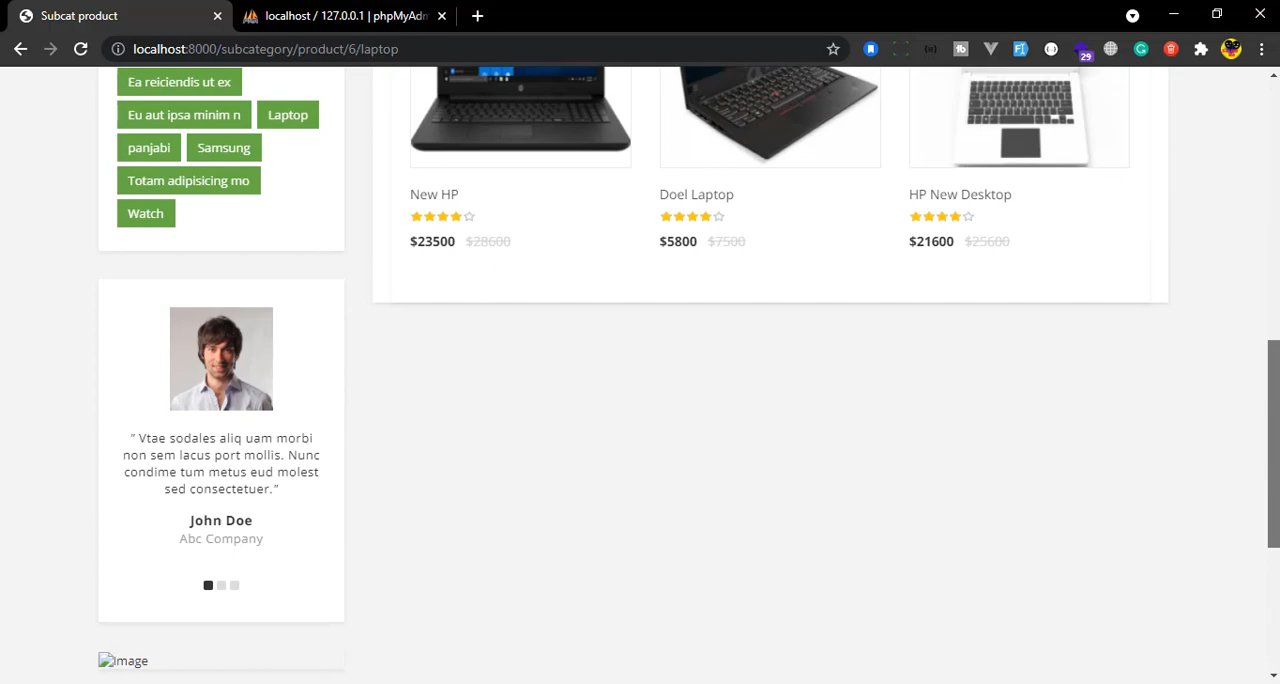 Subcat product
localhost / 127.0.0.1 | phpMyAdm
localhost:8000/subcategory/product/6/laptop
29
Ea reiciendis ut ex
Eu aut ipsa minim n
Laptop
panjabi
Samsung
Totam adipisicing mo
Watch
New HP
$23500 $28600
Doel Laptop
$5800 $7500
HP New Desktop
$21600 $25600
" Vtae sodales aliq uam morbi
non sem lacus port mollis. Nunc
condime tum metus eud molest
sed consectetuer."
John Doe
Abc Company
image